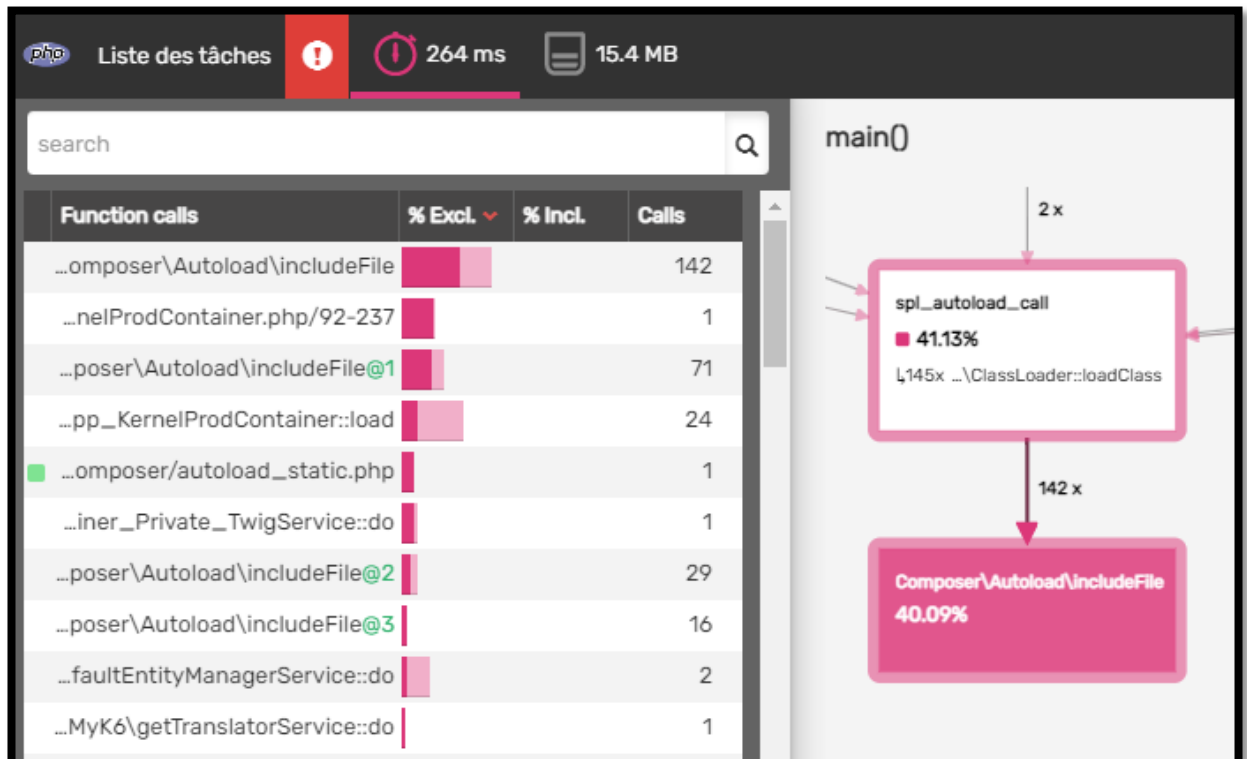 php Liste des tâches 264 ms 15.4 MB
search
Function calls % Excl. % Incl. Calls
…omposer\Autoload\includeFile 142
…nelProdContainer.php/92-237 1
…poser\Autoload\includeFile@1 71
…pp_KernelProdContainer::load 24
…omposer/autoload_static.php 1
…iner_Private_TwigService::do 1
…poser\Autoload\includeFile@2 29
…poser\Autoload\includeFile@3 16
…faultEntityManagerService::do 2
…MyK6\getTranslatorService::do 1
main()
2 x
spl_autoload_call
41.13%
↳145x …\ClassLoader::loadClass
142 x
Composer\Autoload\includeFile
40.09%